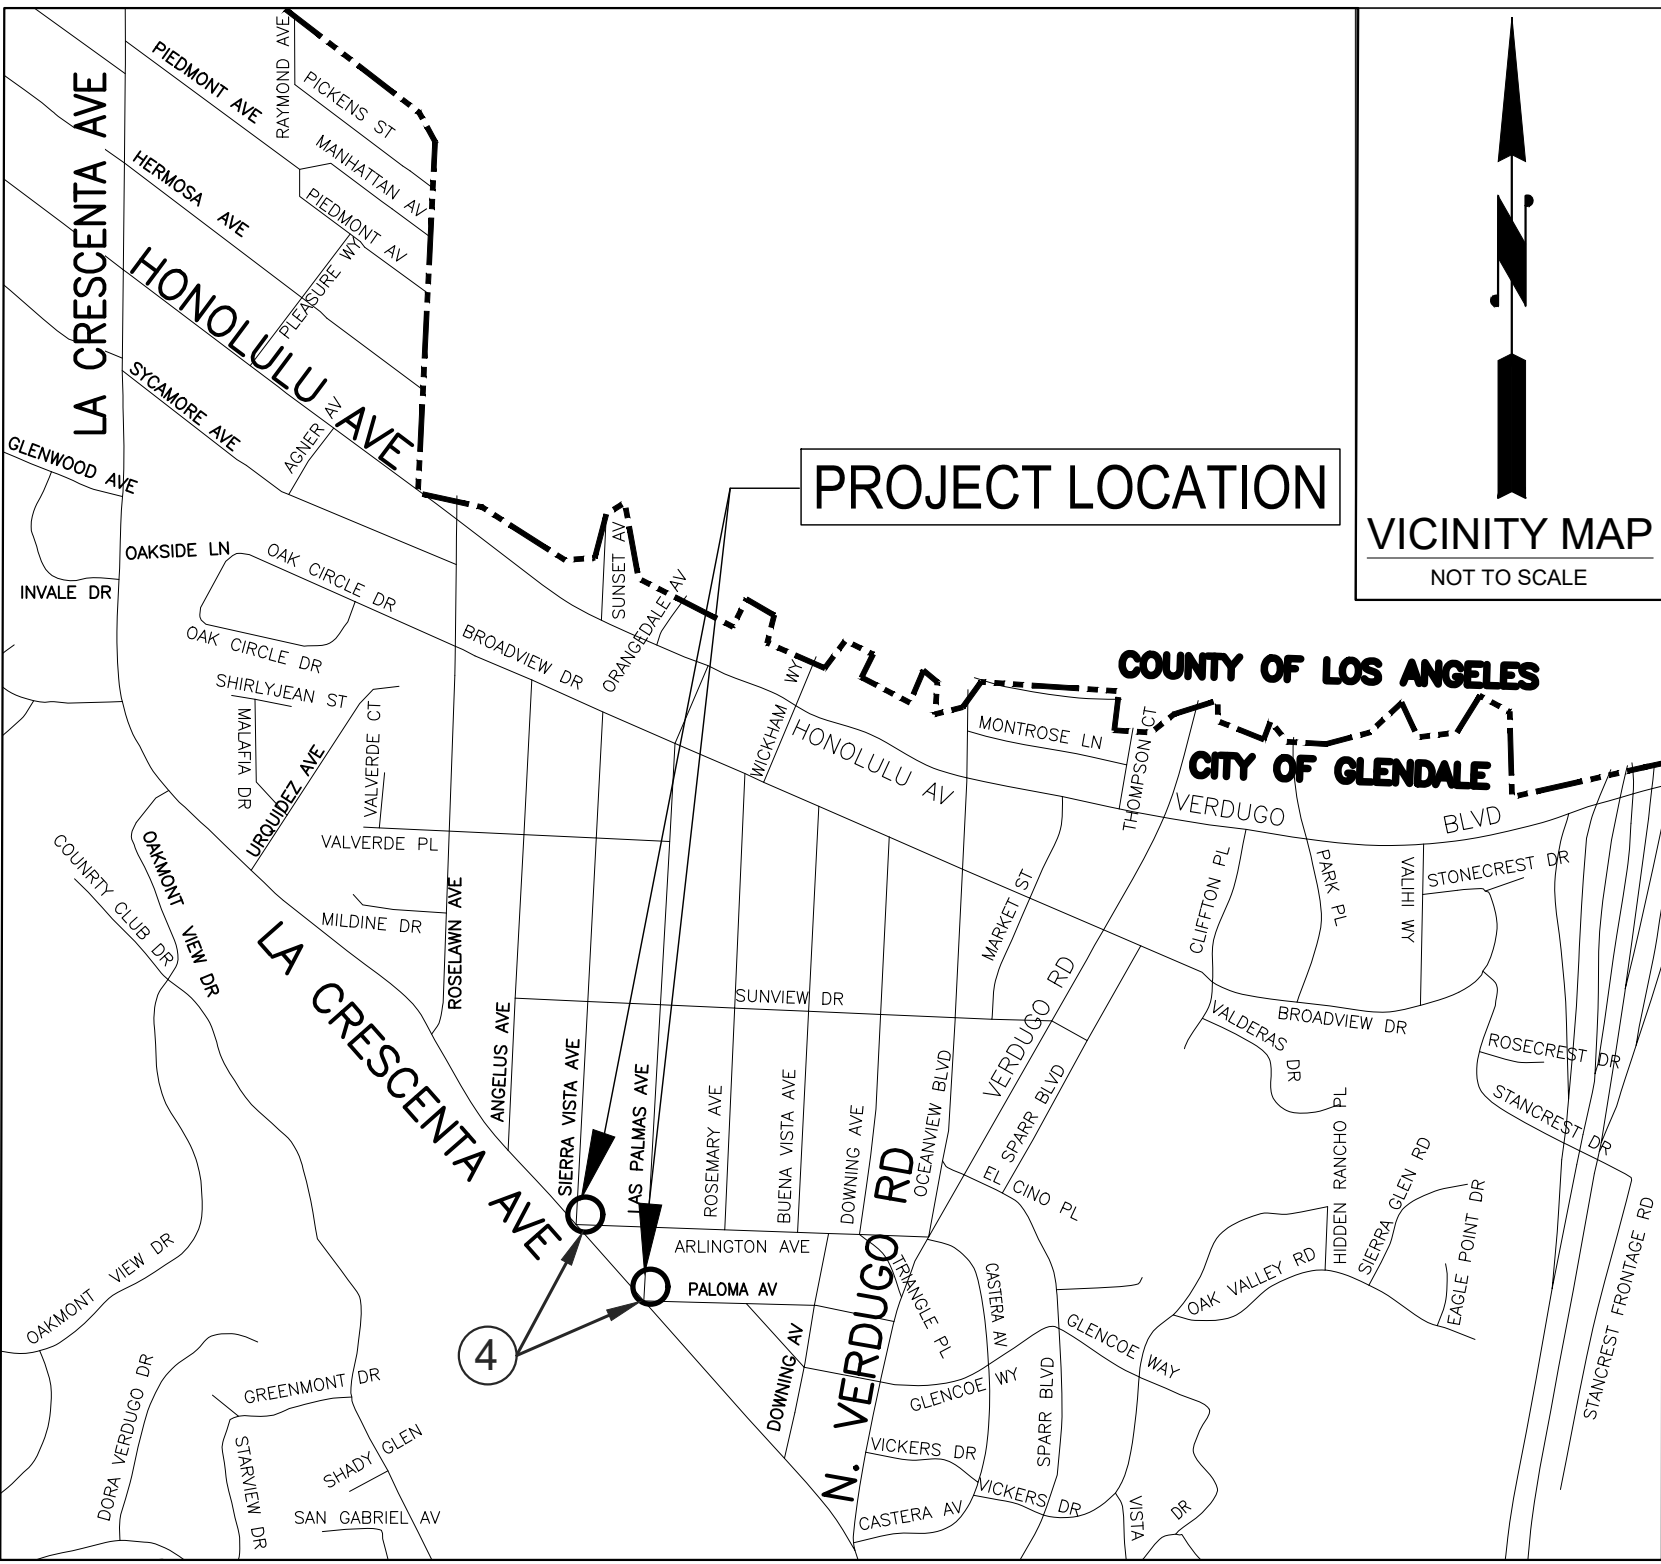 PIEDMONT AVE
RAYMOND AVE
PICKENS ST
MANHATTAN AV
LA CRESCENTA AVE
HERMOSA AVE
PIEDMONT AV
PLEASURE WY
HONOLULU AVE
SYCAMORE AVE
AGNER AV
GLENWOOD AVE
PROJECT LOCATION
VICINITY MAP
NOT TO SCALE
OAKSIDE LN
OAK CIRCLE DR
INVALE DR
OAK CIRCLE DR
SUNSET AV
ORANGEDALE AV
BROADVIEW DR
SHIRLYJEAN ST
MALAFIA DR
URQUIDEZ AVE
VALVERDE CT
VALVERDE PL
WICKHAM WY
HONOLULU AV
MONTROSE LN
THOMPSON CT
COUNTY OF LOS ANGELES
CITY OF GLENDALE
VERDUGO
BLVD
COUNRTY CLUB DR
OAKMONT VIEW DR
MILDINE DR
ROSELAWN AVE
MARKET ST
CLIFFTON PL
PARK PL
VALIHI WY
STONECREST DR
LA CRESCENTA AVE
ANGELUS AVE
SIERRA VISTA AVE
LAS PALMAS AVE
SUNVIEW DR
ROSEMARY AVE
BUENA VISTA AVE
DOWNING AVE
OCEANVIEW BLVD
VERDUGO RD
EL SPARR BLVD
EL CINO PL
VALDERAS DR
BROADVIEW DR
ROSECREST DR
STANCREST DR
HIDDEN RANCHO PL
SIERRA GLEN RD
EAGLE POINT DR
OAK VALLEY RD
STANCREST FRONTAGE RD
ARLINGTON AVE
PALOMA AV
N. VERDUGO RD
TRIANGLE PL
CASTERA AV
GLENCOE WAY
4
OAKMONT VIEW DR
DORA VERDUGO DR
GREENMONT DR
STARVIEW DR
SHADY GLEN
SAN GABRIEL AV
DOWNING AV
GLENCOE WY
SPARR BLVD
VICKERS DR
VICKERS DR
CASTERA AV
VISTA
DR